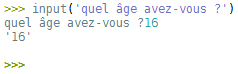 >>> input('quel âge avez-vous ?')
quel âge avez-vous ?16
'16'
>>>